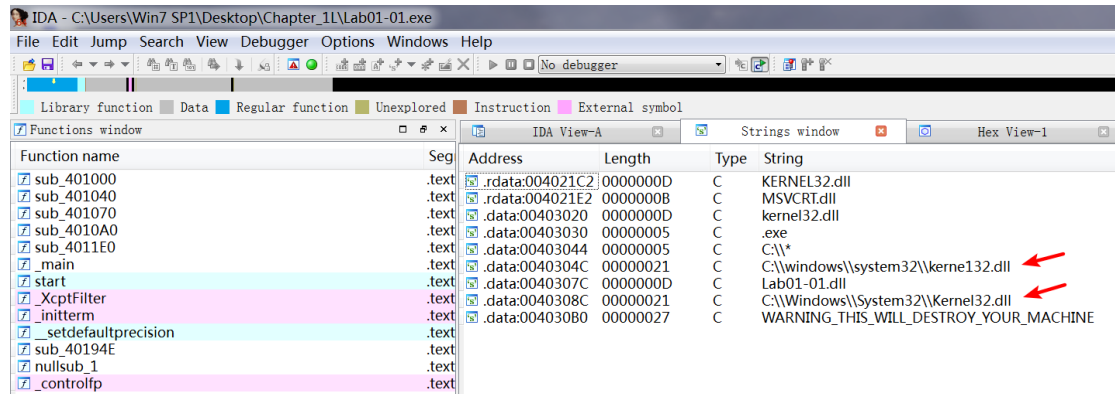 IDA - C:\Users\Win7 SP1\Desktop\Chapter_1L\Lab01-01.exe
File Edit Jump Search View Debugger Options Windows Help
No debugger
Library function Data Regular function Unexplored Instruction External symbol
Functions window
Function name Seg
sub_401000 .text
sub_401040 .text
sub_401070 .text
sub_4010A0 .text
sub_4011E0 .text
_main .text
start .text
_XcptFilter .text
_initterm .text
__setdefaultprecision .text
sub_40194E .text
nullsub_1 .text
_controlfp .text
IDA View-A Strings window Hex View-1
Address Length Type String
.rdata:004021C2 0000000D C KERNEL32.dll
.rdata:004021E2 0000000B C MSVCRT.dll
.data:00403020 0000000D C kernel32.dll
.data:00403030 00000005 C .exe
.data:00403044 00000005 C C:\\*
.data:0040304C 00000021 C C:\\windows\\system32\\kerne132.dll
.data:0040307C 0000000D C Lab01-01.dll
.data:0040308C 00000021 C C:\\Windows\\System32\\Kernel32.dll
.data:004030B0 00000027 C WARNING_THIS_WILL_DESTROY_YOUR_MACHINE